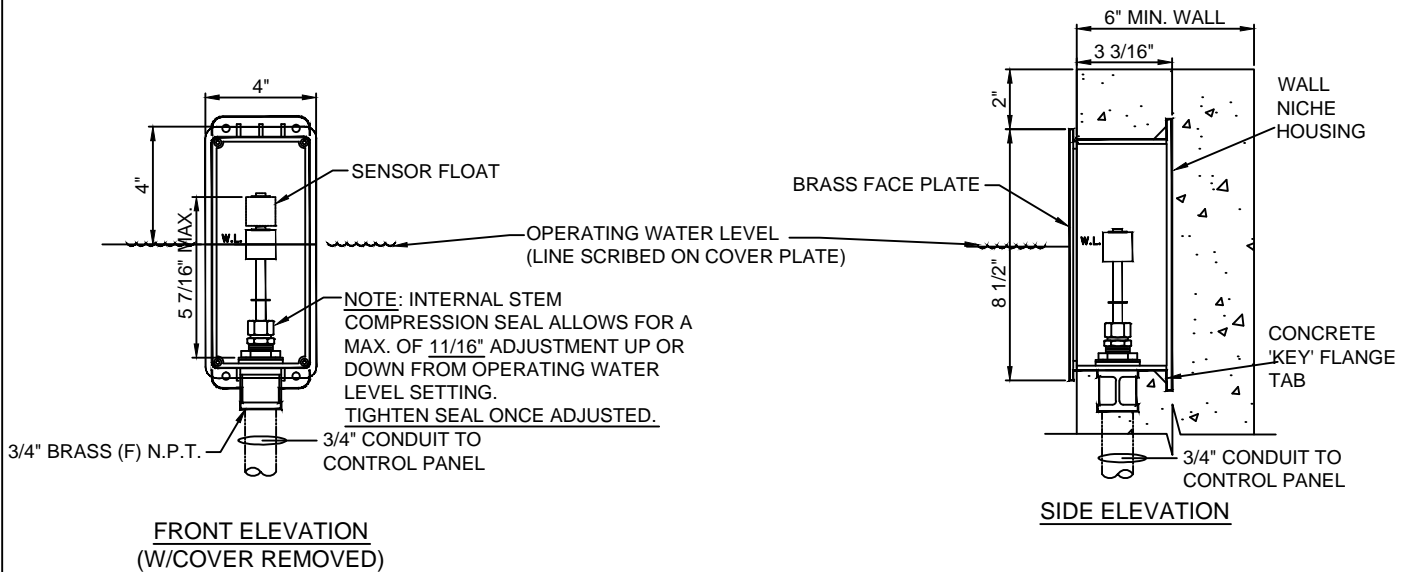 6" MIN. WALL
3 3/16"
2"
WALL
NICHE
HOUSING
4"
4"
SENSOR FLOAT
BRASS FACE PLATE
5 7/16" MAX.
W.L.
OPERATING WATER LEVEL
(LINE SCRIBED ON COVER PLATE)
W.L.
8 1/2"
NOTE: INTERNAL STEM
COMPRESSION SEAL ALLOWS FOR A
MAX. OF 11/16" ADJUSTMENT UP OR
DOWN FROM OPERATING WATER
LEVEL SETTING.
TIGHTEN SEAL ONCE ADJUSTED.
CONCRETE
'KEY' FLANGE
TAB
3/4" BRASS (F) N.P.T.
3/4" CONDUIT TO
CONTROL PANEL
3/4" CONDUIT TO
CONTROL PANEL
FRONT ELEVATION
(W/COVER REMOVED)
SIDE ELEVATION